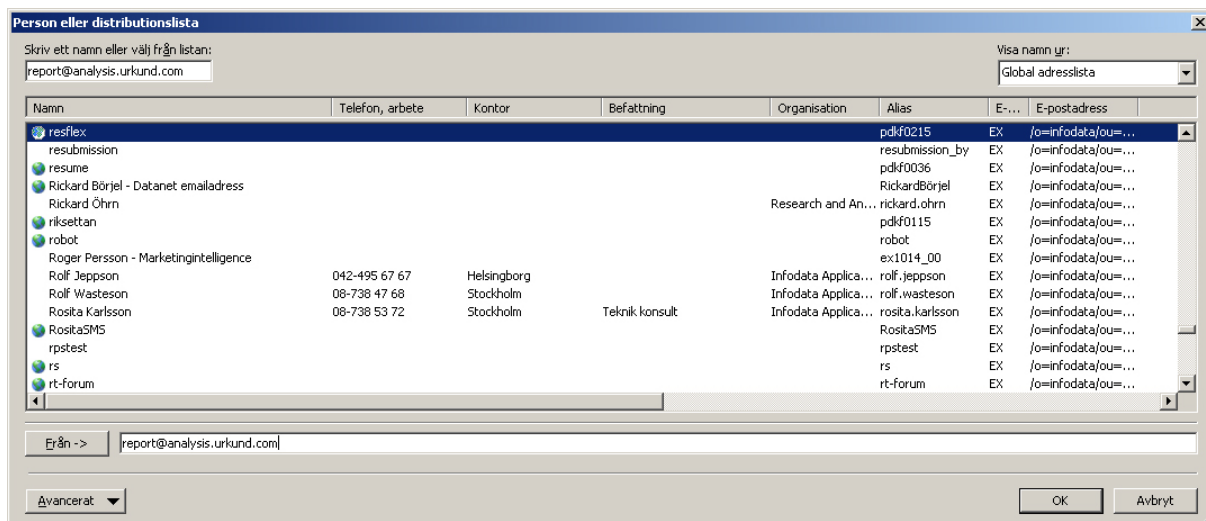 Person eller distributionslista
Skriv ett namn eller välj från listan:
Visa namn ur:
report@analysis.urkund.com
Global adresslista
Namn Telefon, arbete Kontor Befattning Organisation Alias E-... E-postadress
resflex pdkf0215 EX /o=infodata/ou=...
resubmission resubmission_by EX /o=infodata/ou=...
resume pdkf0036 EX /o=infodata/ou=...
Rickard Börjel - Datanet emailadress RickardBörjel EX /o=infodata/ou=...
Rickard Öhrn Research and An... rickard.ohrn EX /o=infodata/ou=...
riksettan pdkf0115 EX /o=infodata/ou=...
robot robot EX /o=infodata/ou=...
Roger Persson - Marketingintelligence ex1014_00 EX /o=infodata/ou=...
Rolf Jeppson 042-495 67 67 Helsingborg Infodata Applica... rolf.jeppson EX /o=infodata/ou=...
Rolf Wasteson 08-738 47 68 Stockholm Infodata Applica... rolf.wasteson EX /o=infodata/ou=...
Rosita Karlsson 08-738 53 72 Stockholm Teknik konsult Infodata Applica... rosita.karlsson EX /o=infodata/ou=...
RositaSMS RositaSMS EX /o=infodata/ou=...
rpstest rpstest EX /o=infodata/ou=...
rs rs EX /o=infodata/ou=...
rt-forum rt-forum EX /o=infodata/ou=...
Från -> report@analysis.urkund.com
Avancerat OK Avbryt